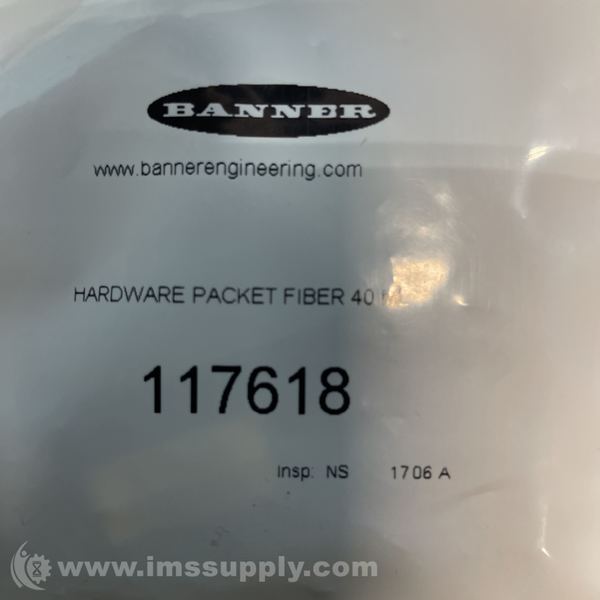 BANNER
www.bannerengineering.com
HARDWARE PACKET FIBER 40
117618
Insp: NS 1706 A
www.imssupply.com